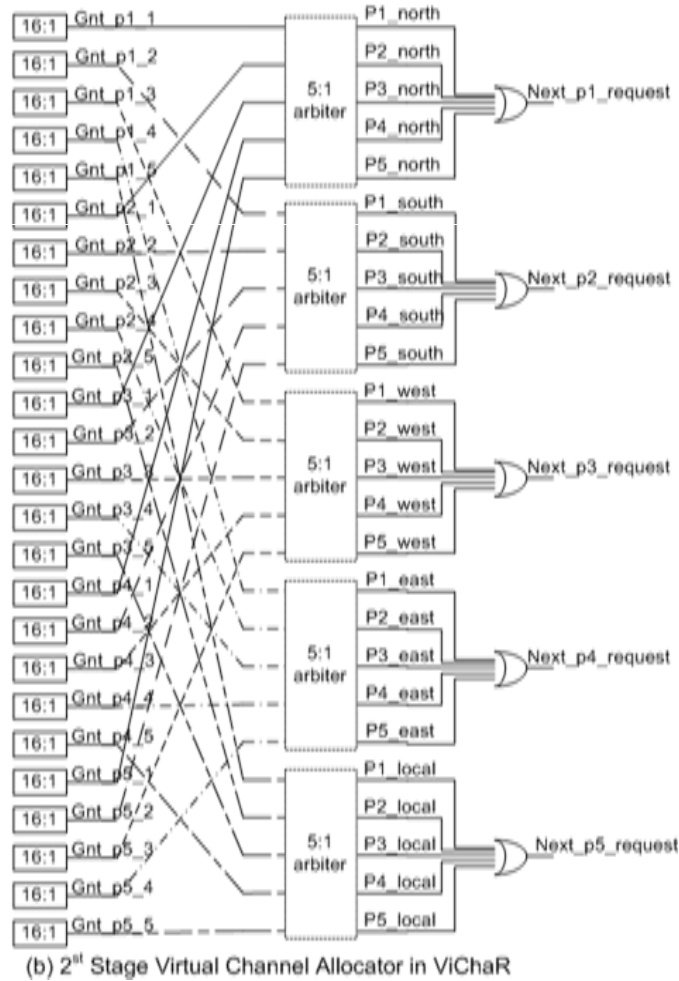 16:1 Gnt_p1_1
16:1 Gnt_p1_2
16:1 Gnt_p1_3
16:1 Gnt_p1_4
16:1 Gnt_p1_5
16:1 Gnt_p2_1
16:1 Gnt_p2_2
16:1 Gnt_p2_3
16:1 Gnt_p2_4
16:1 Gnt_p2_5
16:1 Gnt_p3_1
16:1 Gnt_p3_2
16:1 Gnt_p3_3
16:1 Gnt_p3_4
16:1 Gnt_p3_5
16:1 Gnt_p4_1
16:1 Gnt_p4_2
16:1 Gnt_p4_3
16:1 Gnt_p4_4
16:1 Gnt_p4_5
16:1 Gnt_p5_1
16:1 Gnt_p5_2
16:1 Gnt_p5_3
16:1 Gnt_p5_4
16:1 Gnt_p5_5
5:1
arbiter
P1_north
P2_north
P3_north
P4_north
P5_north
Next_p1_request
5:1
arbiter
P1_south
P2_south
P3_south
P4_south
P5_south
Next_p2_request
5:1
arbiter
P1_west
P2_west
P3_west
P4_west
P5_west
Next_p3_request
5:1
arbiter
P1_east
P2_east
P3_east
P4_east
P5_east
Next_p4_request
5:1
arbiter
P1_local
P2_local
P3_local
P4_local
P5_local
Next_p5_request
(b) 2st Stage Virtual Channel Allocator in ViChaR